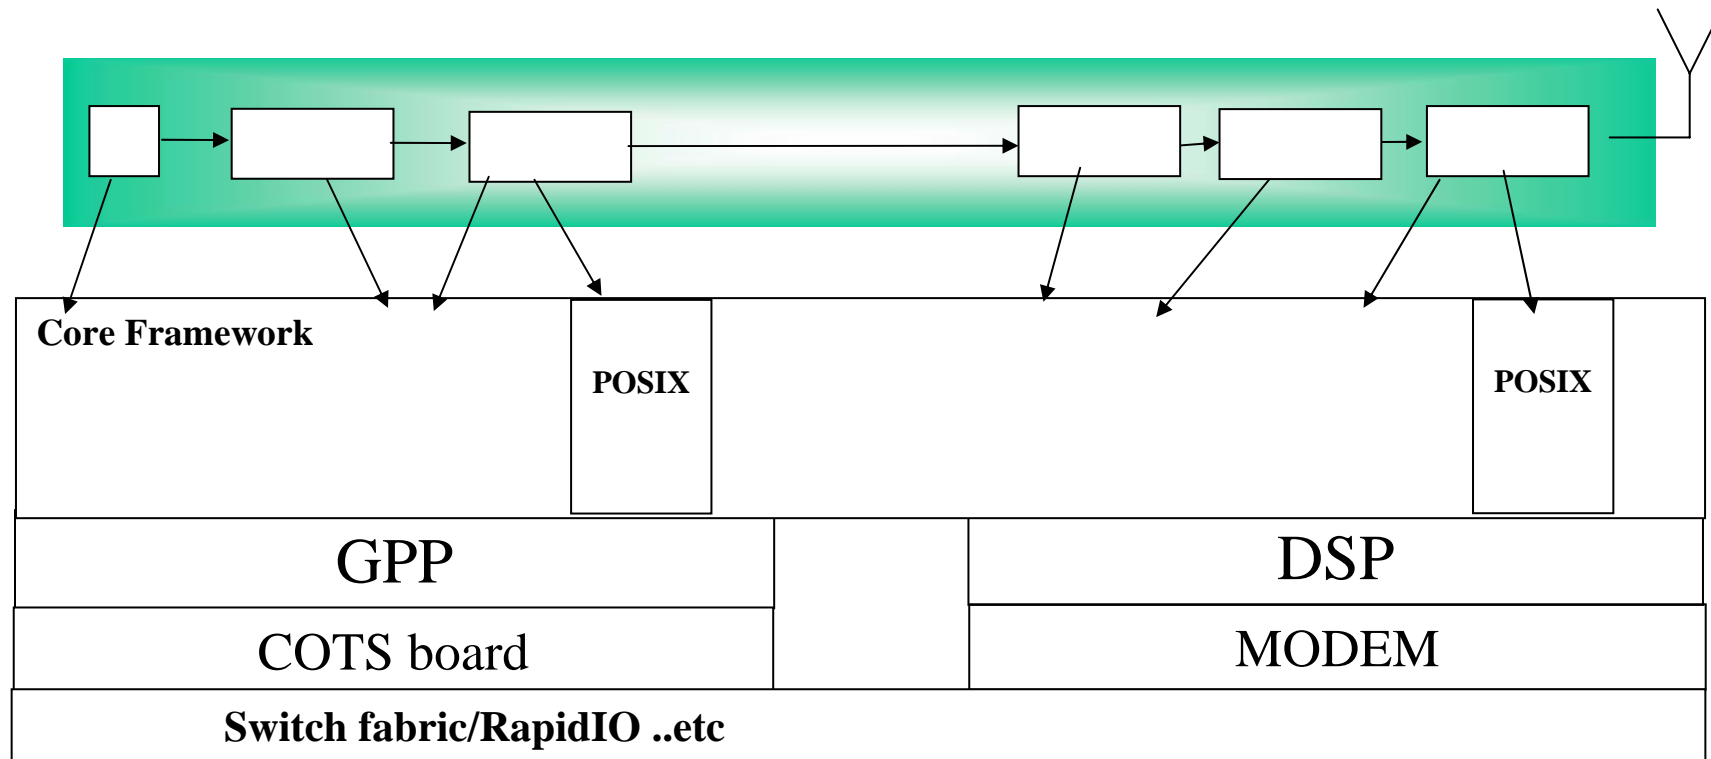 Core Framework
POSIX
POSIX
GPP
DSP
COTS board
MODEM
Switch fabric/RapidIO ..etc